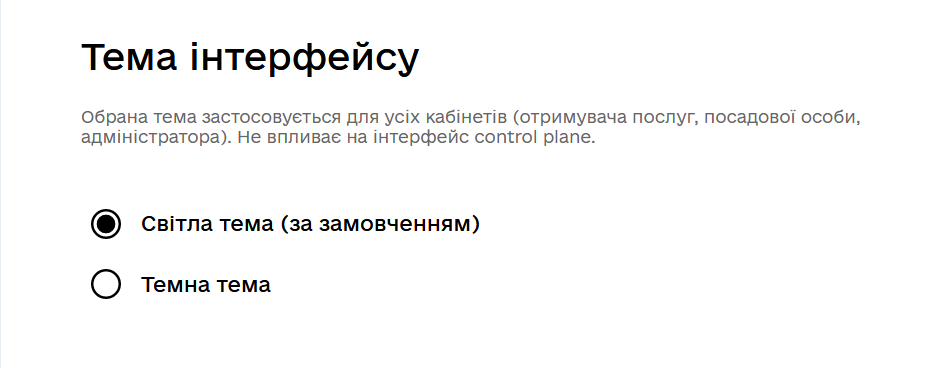 Тема інтерфейсу
Обрана тема застосовується для усіх кабінетів (отримувача послуг, посадової особи,
адміністратора). Не впливає на інтерфейс control plane.
Світла тема (за замовченням)
Темна тема